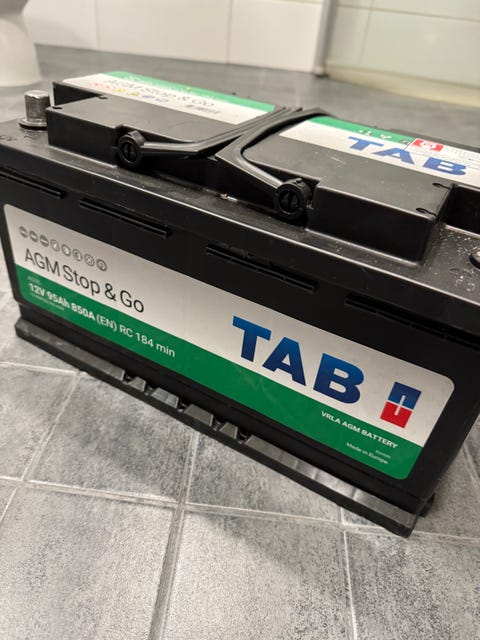 AGM Stop & Go
TAB
AGM Stop & Go
12V 95Ah 850A (EN) RC 184 min
TAB
VRLA AGM BATTERY
Made in Europe